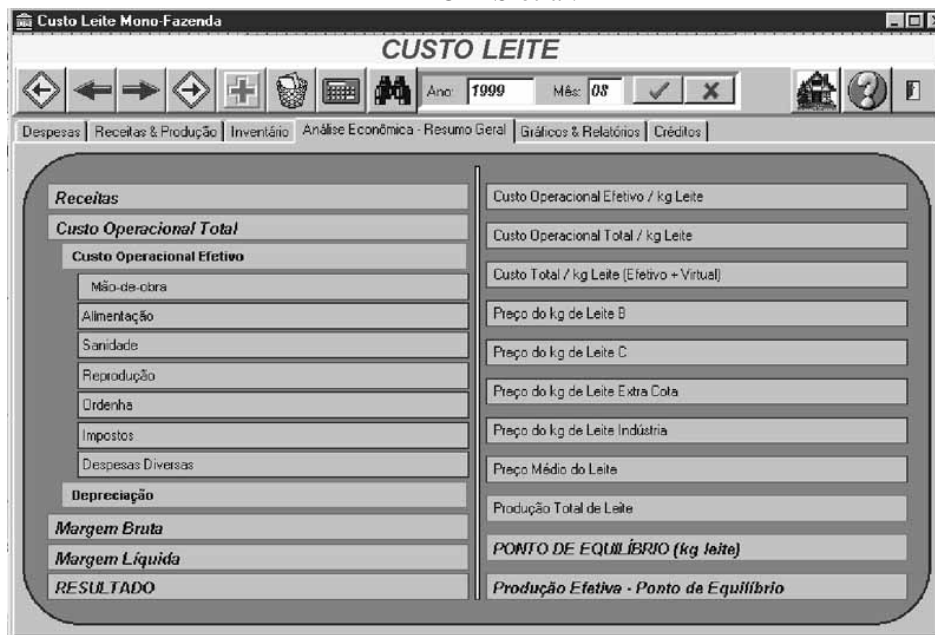 Custo Leite Mono-Fazenda
CUSTO LEITE
Ano: 1999 Mês: 08
Despesas Receitas & Produção Inventário Análise Econômica - Resumo Geral Gráficos & Relatórios Créditos
Receitas
Custo Operacional Total
Custo Operacional Efetivo
Mão-de-obra
Alimentação
Sanidade
Reprodução
Ordenha
Impostos
Despesas Diversas
Depreciação
Margem Bruta
Margem Líquida
RESULTADO
Custo Operacional Efetivo / kg Leite
Custo Operacional Total / kg Leite
Custo Total / kg Leite (Efetivo + Virtual)
Preço do kg de Leite B
Preço do kg de Leite C
Preço do kg de Leite Extra Cota
Preço do kg de Leite Indústria
Preço Médio do Leite
Produção Total de Leite
PONTO DE EQUILÍBRIO (kg leite)
Produção Efetiva - Ponto de Equilíbrio